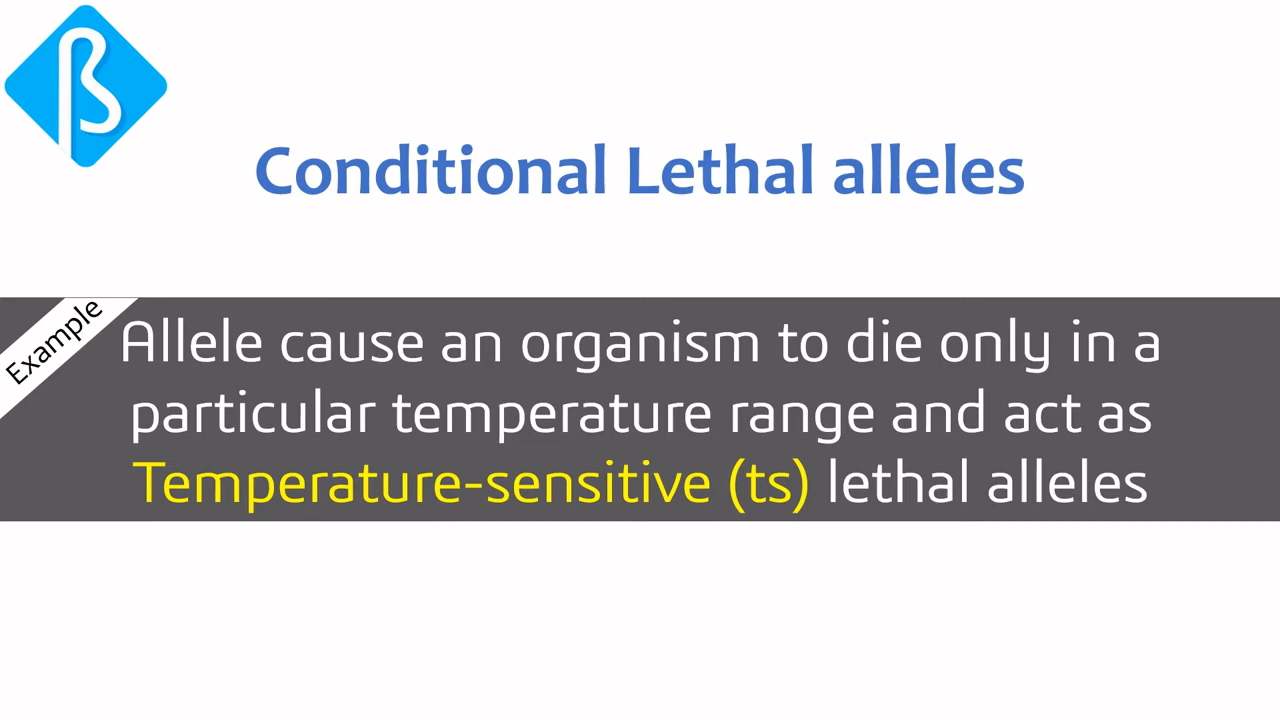 ß
Conditional Lethal alleles
Example
Allele cause an organism to die only in a
particular temperature range and act as
Temperature-sensitive (ts) lethal alleles